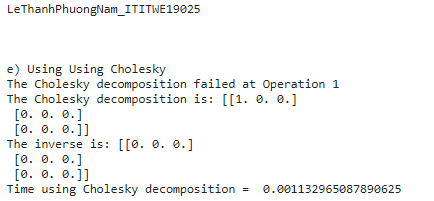 LeThanhPhuongNam_ITITWE19025
e) Using Using Cholesky
The Cholesky decomposition failed at Operation 1
The Cholesky decomposition is: [[1. 0. 0.]
[0. 0. 0.]
[0. 0. 0.]]
The inverse is: [[0. 0. 0.]
[0. 0. 0.]
[0. 0. 0.]]
Time using Cholesky decomposition =  0.001132965087890625